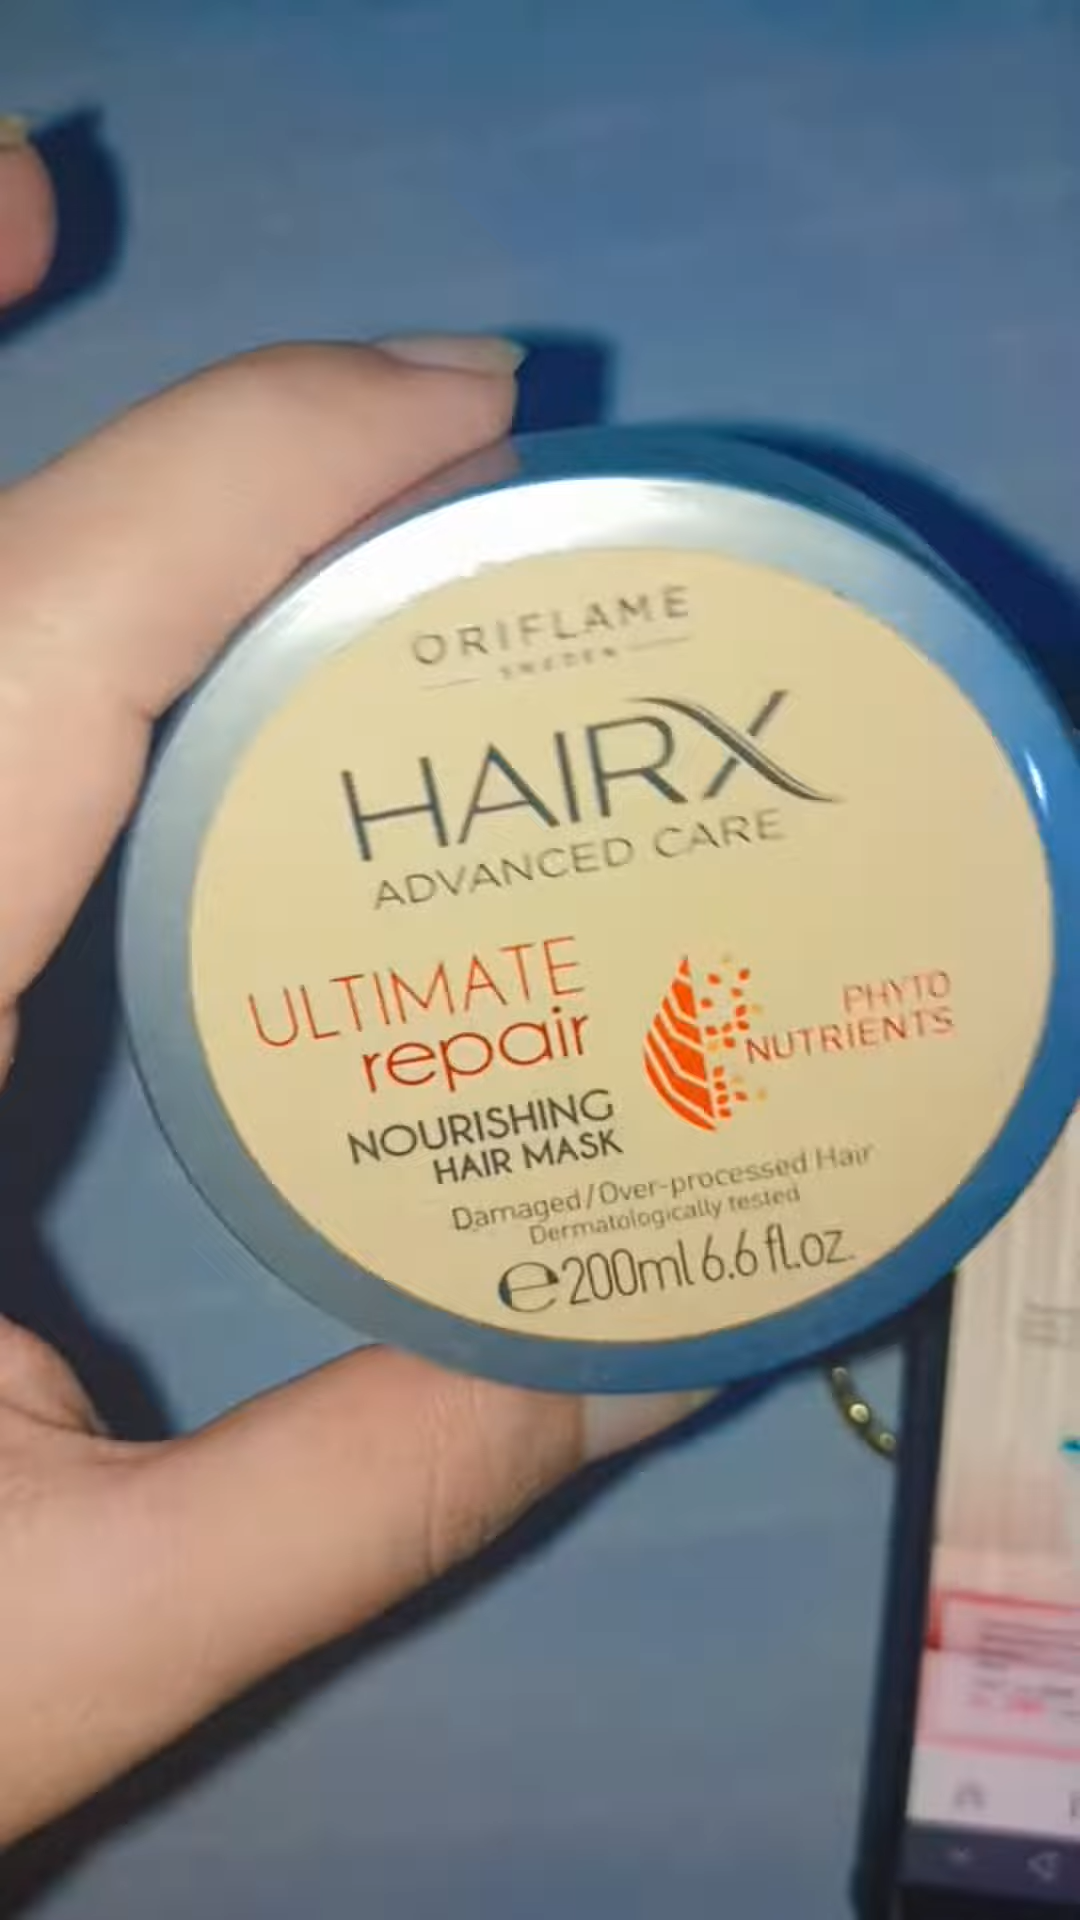 ORIFLAME
SWEDEN
HAIRX
ADVANCED CARE
ULTIMATE
repair
PHYTO
NUTRIENTS
NOURISHING
HAIR MASK
Damaged/Over-processed Hair
Dermatologically tested
℮200ml 6.6 fl.oz.